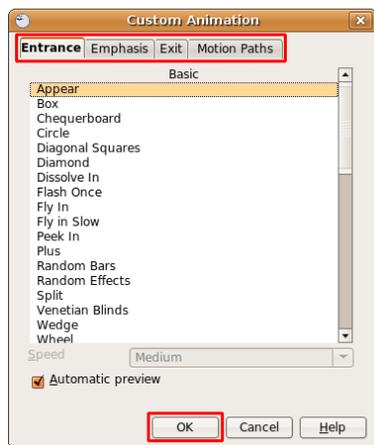 Custom Animation
Entrance Emphasis Exit Motion Paths
Basic
Appear
Box
Chequerboard
Circle
Diagonal Squares
Diamond
Dissolve In
Flash Once
Fly In
Fly in Slow
Peek In
Plus
Random Bars
Random Effects
Split
Venetian Blinds
Wedge
Wheel
Speed Medium
Automatic preview
OK Cancel Help